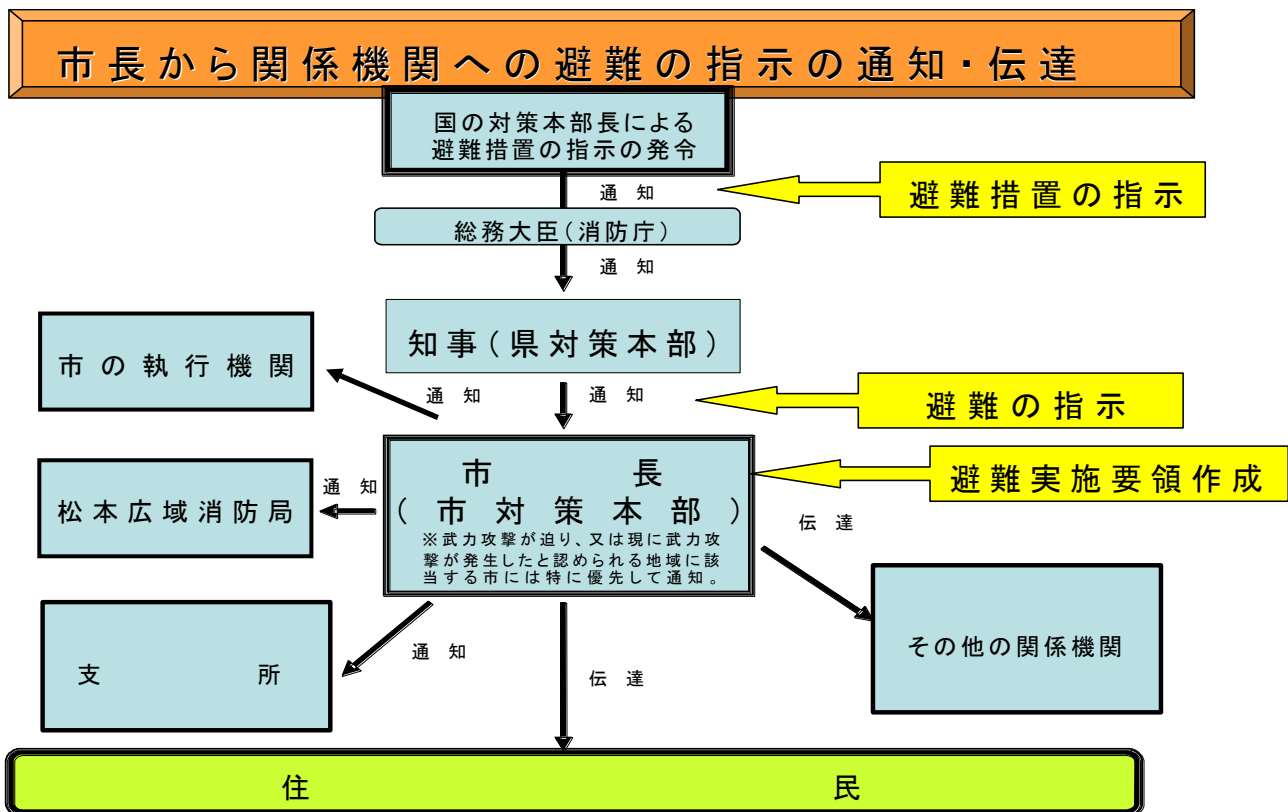 市長から関係機関への避難の指示の通知・伝達
国の対策本部長による
避難措置の指示の発令
通 知
避難措置の指示
総務大臣(消防庁)
通 知
知事(県対策本部)
市の執行機関
通 知
通 知
避難の指示
市 長
(市対策本部)
※武力攻撃が迫り、又は現に武力攻
撃が発生したと認められる地域に該
当する市には特に優先して通知。
避難実施要領作成
松本広域消防局
通 知
伝 達
支 所
通 知
伝 達
その他の関係機関
住 民